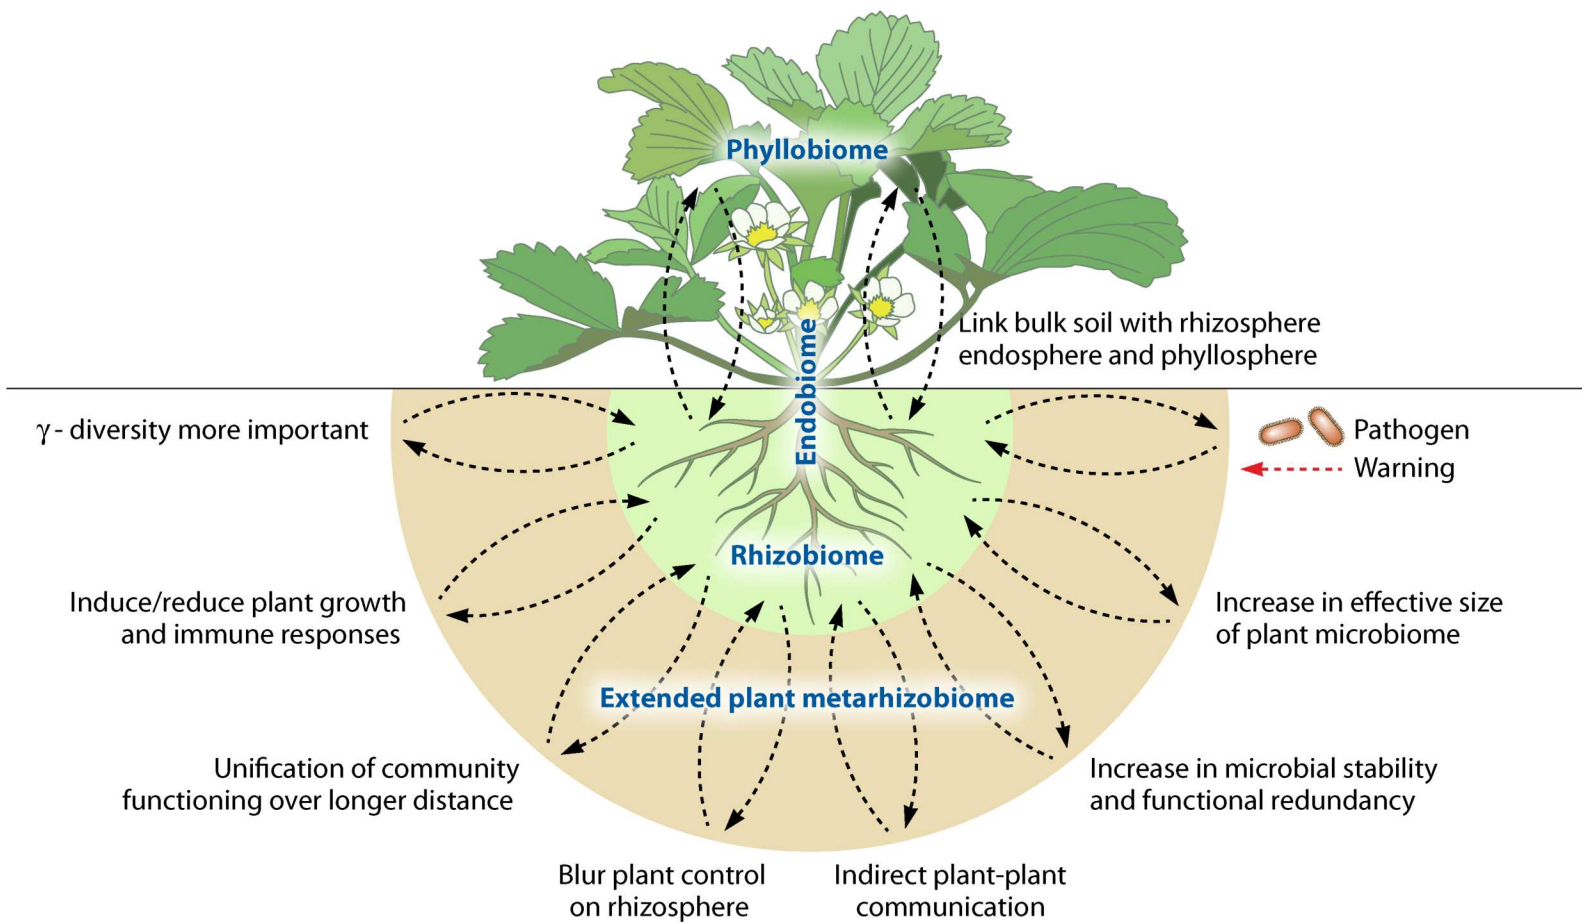 Phyllobiome
Endobiome
Link bulk soil with rhizosphere
endosphere and phyllosphere
γ - diversity more important
Pathogen
Warning
Rhizobiome
Induce/reduce plant growth
and immune responses
Increase in effective size
of plant microbiome
Extended plant metarhizobiome
Unification of community
functioning over longer distance
Increase in microbial stability
and functional redundancy
Blur plant control
on rhizosphere
Indirect plant-plant
communication